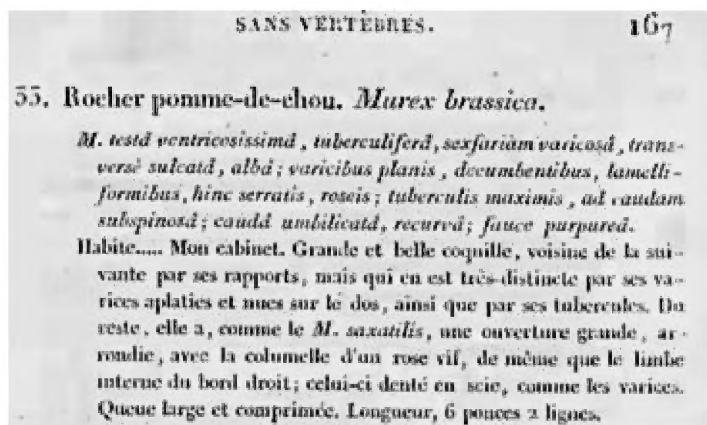 SANS VERTÈBRES. 167
33. Rocher pomme-de-chou. Murex brassica.
M. testâ ventricosissimâ, tuberculiferâ, sexfariàm varicosâ, trans-
versè sulcatâ, albâ; varicibus planis, decumbentibus, lamelli-
formibus, hinc serratis, roseis; tuberculis maximis, ad caudam
subspinosâ; caudâ umbilicatâ, recurvâ; fauce purpureâ.
Habite..... Mon cabinet. Grande et belle coquille, voisine de la sui-
vante par ses rapports, mais qui en est très-distincte par ses va-
rices aplaties et nues sur le dos, ainsi que par ses tubercules. Du
reste, elle a, comme le M. saxatilis, une ouverture grande, ar-
rondie, avec la columelle d'un rose vif, de même que le limbe
interne du bord droit; celui-ci denté en scie, comme les varices.
Queue large et comprimée. Longueur, 6 pouces 2 lignes.